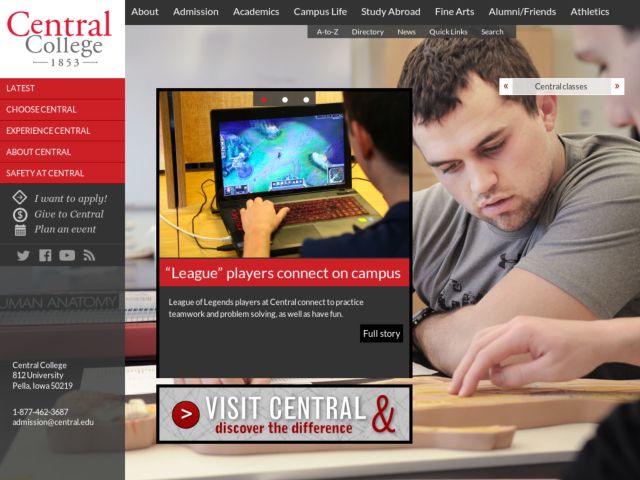 Central
College
1853
About Admission Academics Campus Life Study Abroad Fine Arts Alumni/Friends Athletics
A-to-Z Directory News Quick Links Search
« Central classes »
LATEST
CHOOSE CENTRAL
EXPERIENCE CENTRAL
ABOUT CENTRAL
SAFETY AT CENTRAL
I want to apply!
Give to Central
Plan an event
HUMAN ANATOMY
Central College
812 University
Pella, Iowa 50219
1-877-462-3687
admission@central.edu
“League” players connect on campus
League of Legends players at Central connect to practice
teamwork and problem solving, as well as have fun.
Full story
> VISIT CENTRAL &
discover the difference